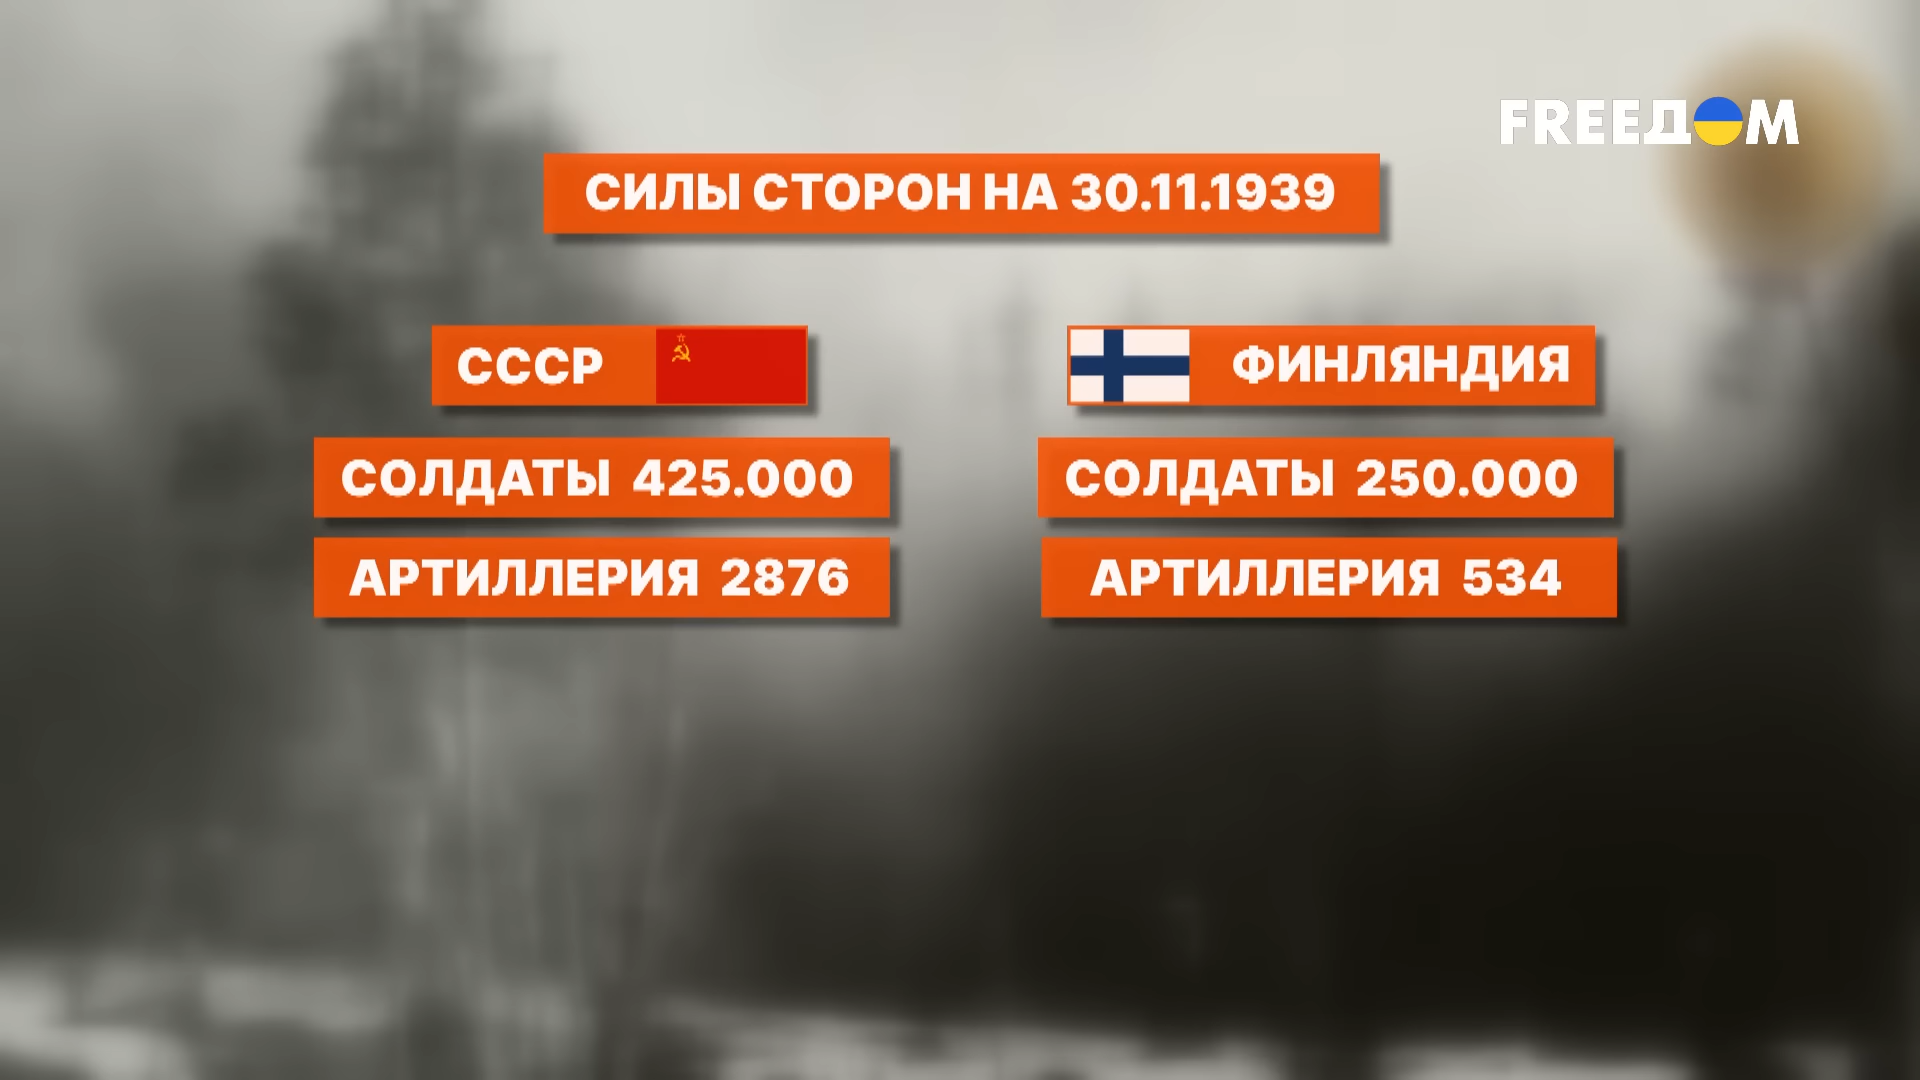 FREEДOM
СИЛЫ СТОРОН НА 30.11.1939
СССР
ФИНЛЯНДИЯ
СОЛДАТЫ 425.000
СОЛДАТЫ 250.000
АРТИЛЛЕРИЯ 2876
АРТИЛЛЕРИЯ 534